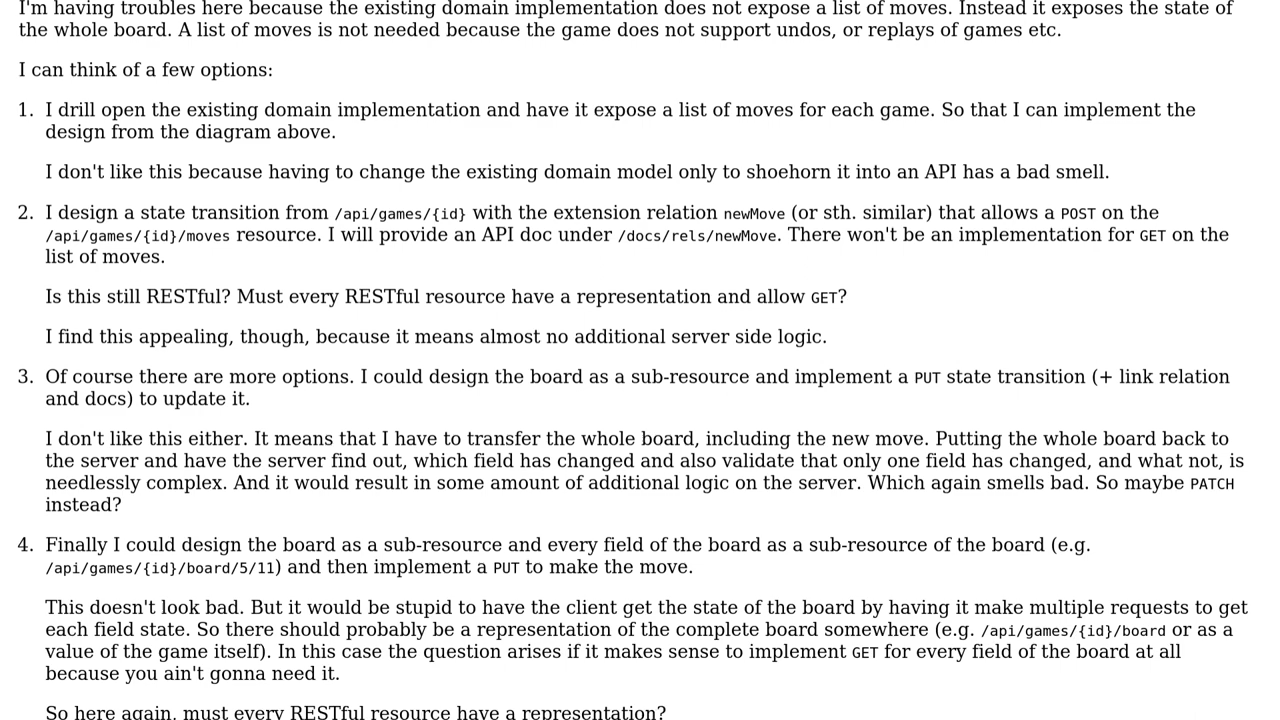 I'm having troubles here because the existing domain implementation does not expose a list of moves. Instead it exposes the state of
the whole board. A list of moves is not needed because the game does not support undos, or replays of games etc.
I can think of a few options:
1. I drill open the existing domain implementation and have it expose a list of moves for each game. So that I can implement the
design from the diagram above.
I don't like this because having to change the existing domain model only to shoehorn it into an API has a bad smell.
2. I design a state transition from /api/games/{id} with the extension relation newMove (or sth. similar) that allows a POST on the
/api/games/{id}/moves resource. I will provide an API doc under /docs/rels/newMove. There won't be an implementation for GET on the
list of moves.
Is this still RESTful? Must every RESTful resource have a representation and allow GET?
I find this appealing, though, because it means almost no additional server side logic.
3. Of course there are more options. I could design the board as a sub-resource and implement a PUT state transition (+ link relation
and docs) to update it.
I don't like this either. It means that I have to transfer the whole board, including the new move. Putting the whole board back to
the server and have the server find out, which field has changed and also validate that only one field has changed, and what not, is
needlessly complex. And it would result in some amount of additional logic on the server. Which again smells bad. So maybe PATCH
instead?
4. Finally I could design the board as a sub-resource and every field of the board as a sub-resource of the board (e.g.
/api/games/{id}/board/5/11) and then implement a PUT to make the move.
This doesn't look bad. But it would be stupid to have the client get the state of the board by having it make multiple requests to get
each field state. So there should probably be a representation of the complete board somewhere (e.g. /api/games/{id}/board or as a
value of the game itself). In this case the question arises if it makes sense to implement GET for every field of the board at all
because you ain't gonna need it.
So here again, must every RESTful resource have a representation?